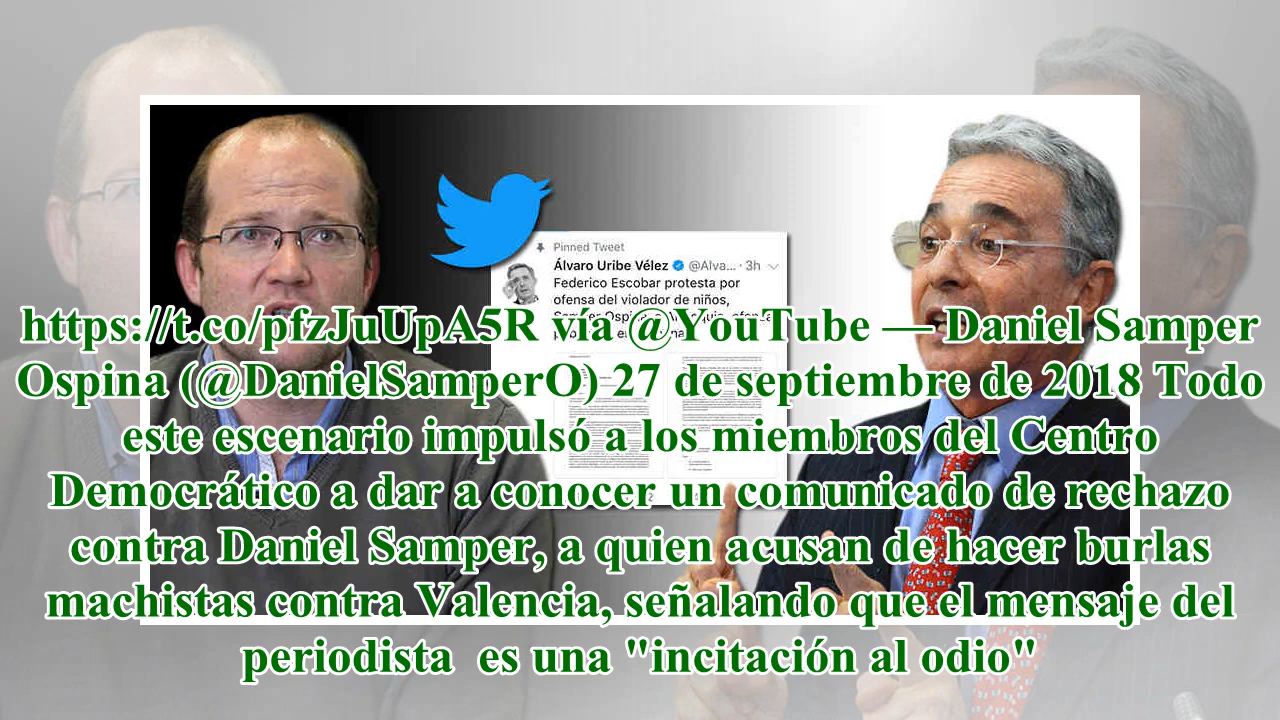 Pinned Tweet
Álvaro Uribe Vélez @Alva... · 3h
Federico Escobar protesta por
ofensa del violador de niños,
https://t.co/pfzJuUpA5R vía @YouTube — Daniel Samper
Ospina (@DanielSamperO) 27 de septiembre de 2018 Todo
este escenario impulsó a los miembros del Centro
Democrático a dar a conocer un comunicado de rechazo
contra Daniel Samper, a quien acusan de hacer burlas
machistas contra Valencia, señalando que el mensaje del
periodista es una "incitación al odio"